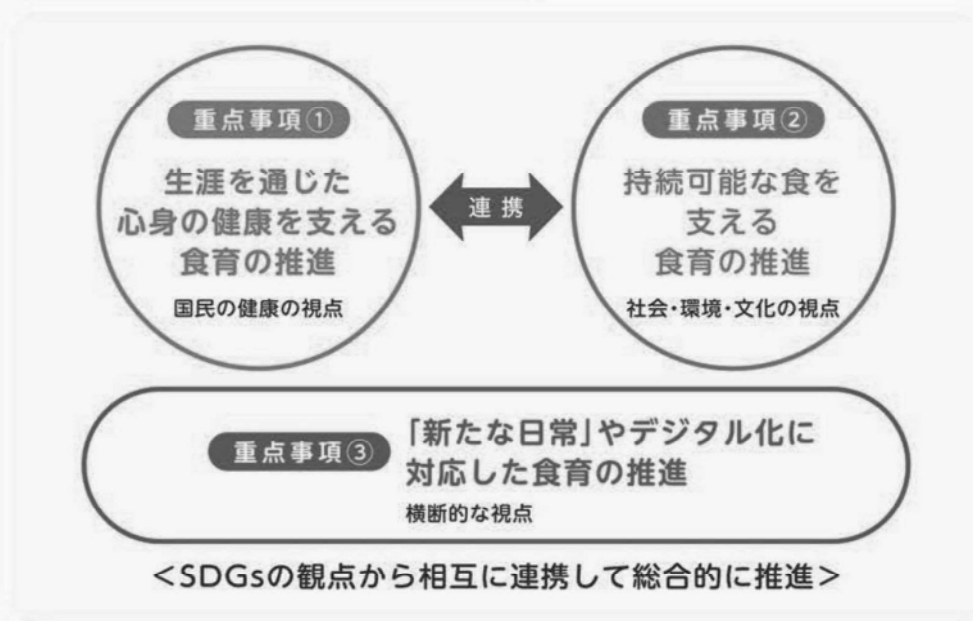 重点事項①
生涯を通じた
心身の健康を支える
食育の推進
国民の健康の視点
連携
重点事項②
持続可能な食を
支える
食育の推進
社会・環境・文化の視点
重点事項③
「新たな日常」やデジタル化に
対応した食育の推進
横断的な視点
＜SDGsの観点から相互に連携して総合的に推進＞